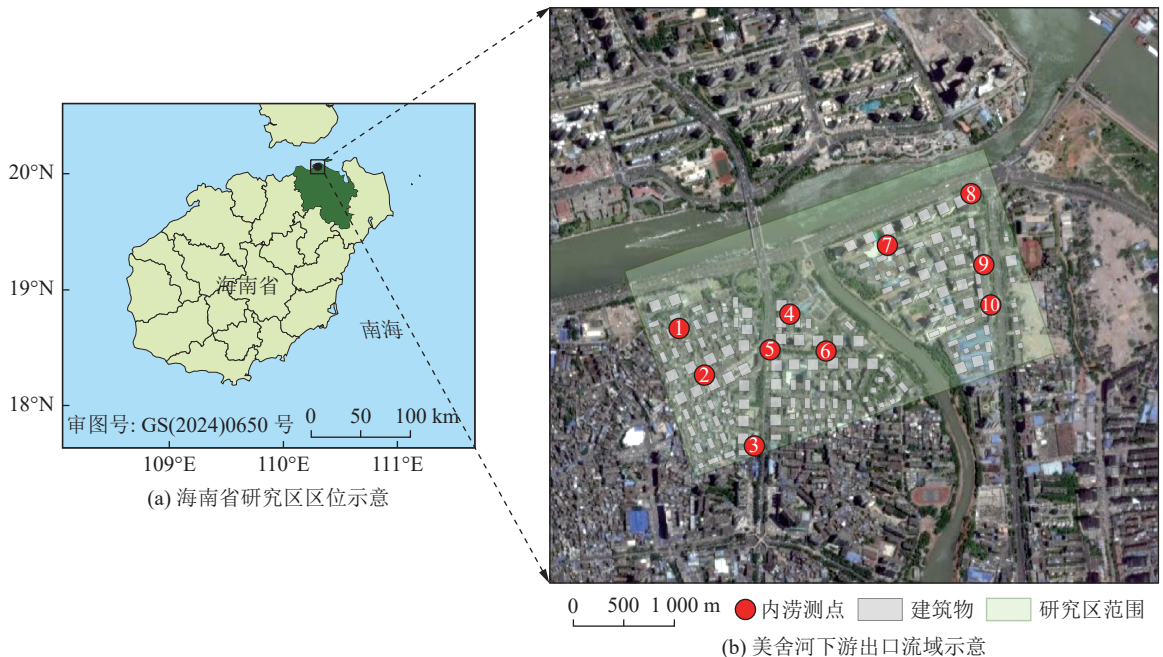 20°N
19°N
18°N
海南省
南海
审图号: GS(2024)0650 号
0 50 100 km
109°E 110°E 111°E
(a) 海南省研究区区位示意
8
7
9
10
4
1
5
6
2
3
0 500 1 000 m
内涝测点
建筑物
研究区范围
(b) 美舍河下游出口流域示意